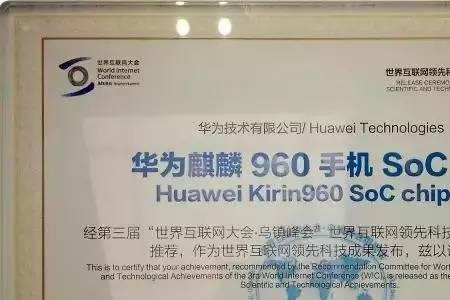 世界互联网大会
World Internet
Conference
世界互联网领先科
RELEASE CEREMO
SCIENTIFIC AND TECHN
华为技术有限公司/ Huawei Technologies
华为麒麟 960 手机 SoC
Huawei Kirin960 SoC chip
经第三届“世界互联网大会·乌镇峰会”世界互联网领先科技
推荐，作为世界互联网领先科技成果发布，兹以
This is to certify that your achievement, recommended by the Recommendation Committee for Wor
and Technological Achievements of the 3rd World Internet Conference (WIC), is released as the
Scientific and Technological Achievements.